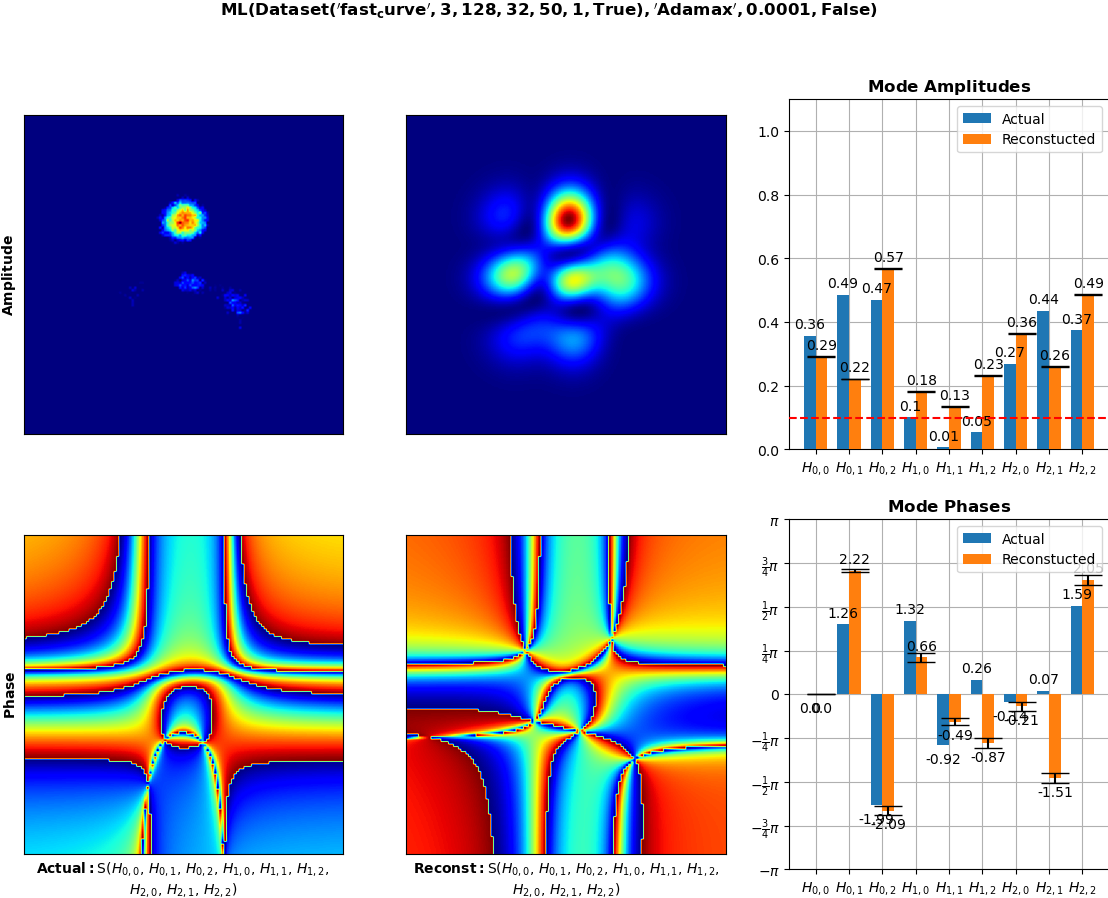 ML(Dataset('fast_curve', 3, 128, 32, 50, 1, True), 'Adamax', 0.0001, False)
Amplitude
Mode Amplitudes
Actual
Reconstucted
1.0
0.8
0.6
0.4
0.2
0.0
0.36
0.49
0.47
0.1
0.01
0.05
0.27
0.44
0.37
0.29
0.22
0.57
0.18
0.13
0.23
0.36
0.26
0.49
H0,0 H0,1 H0,2 H1,0 H1,1 H1,2 H2,0 H2,1 H2,2
Phase
Mode Phases
Actual
Reconstucted
π
3/4π
1/2π
1/4π
0
−1/4π
−1/2π
−3/4π
−π
0.0
1.26
-1.99
1.32
-0.92
0.26
-0.14
0.07
1.59
0.0
2.22
-2.09
0.66
-0.49
-0.87
-0.21
-1.51
2.05
H0,0 H0,1 H0,2 H1,0 H1,1 H1,2 H2,0 H2,1 H2,2
Actual:S(H0,0, H0,1, H0,2, H1,0, H1,1, H1,2,
H2,0, H2,1, H2,2)
Reconst:S(H0,0, H0,1, H0,2, H1,0, H1,1, H1,2,
H2,0, H2,1, H2,2)